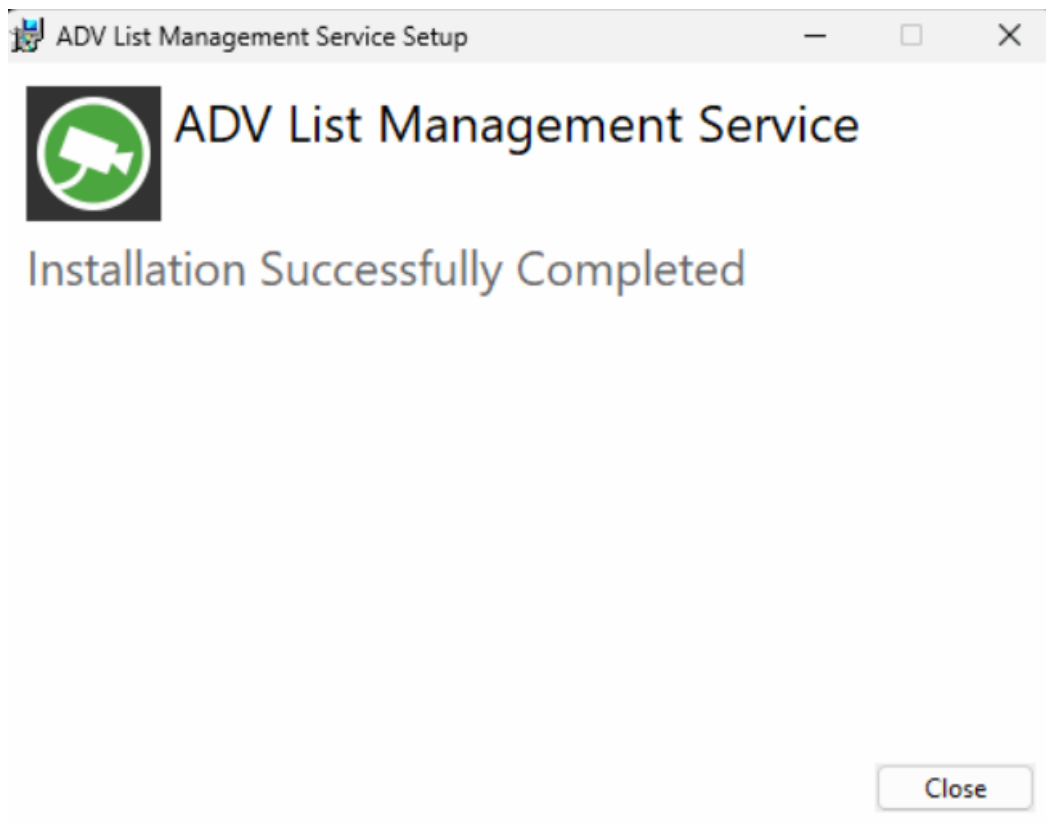 ADV List Management Service Setup
ADV List Management Service
Installation Successfully Completed
Close